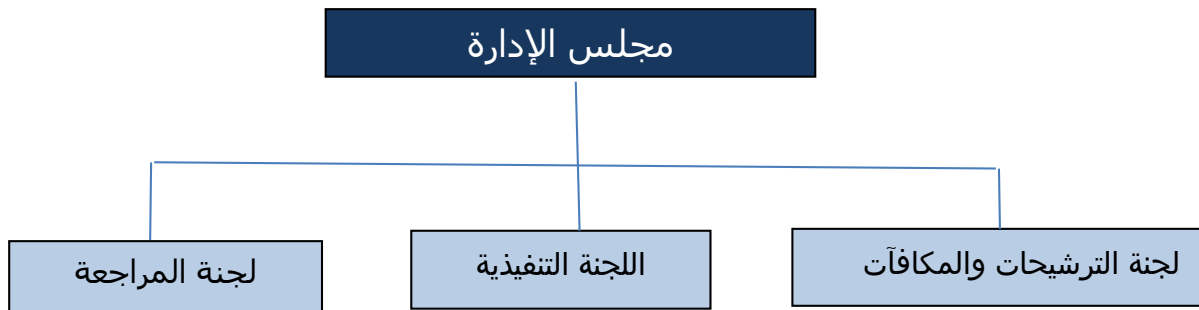 مجلس الإدارة
لجنة الترشيحات والمكافآت
اللجنة التنفيذية
لجنة المراجعة